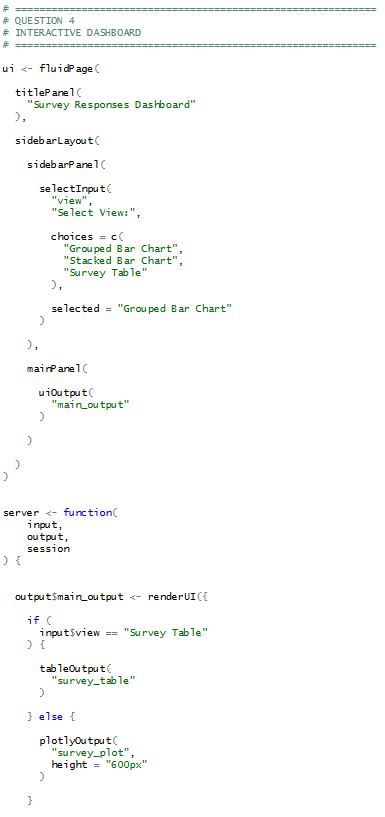 # ============================================================
# QUESTION 4
# INTERACTIVE DASHBOARD
# ============================================================
ui <- fluidPage(
titlePanel(
"Survey Responses Dashboard"
),
sidebarLayout(
sidebarPanel(
selectInput(
"view",
"Select View:",
choices = c(
"Grouped Bar Chart",
"Stacked Bar Chart",
"Survey Table"
),
selected = "Grouped Bar Chart"
)
),
mainPanel(
uiOutput(
"main_output"
)
)
)
)
server <- function(
input,
output,
session
) {
output$main_output <- renderUI({
if (
input$view == "Survey Table"
) {
tableOutput(
"survey_table"
)
} else {
plotlyOutput(
"survey_plot",
height = "600px"
)
}